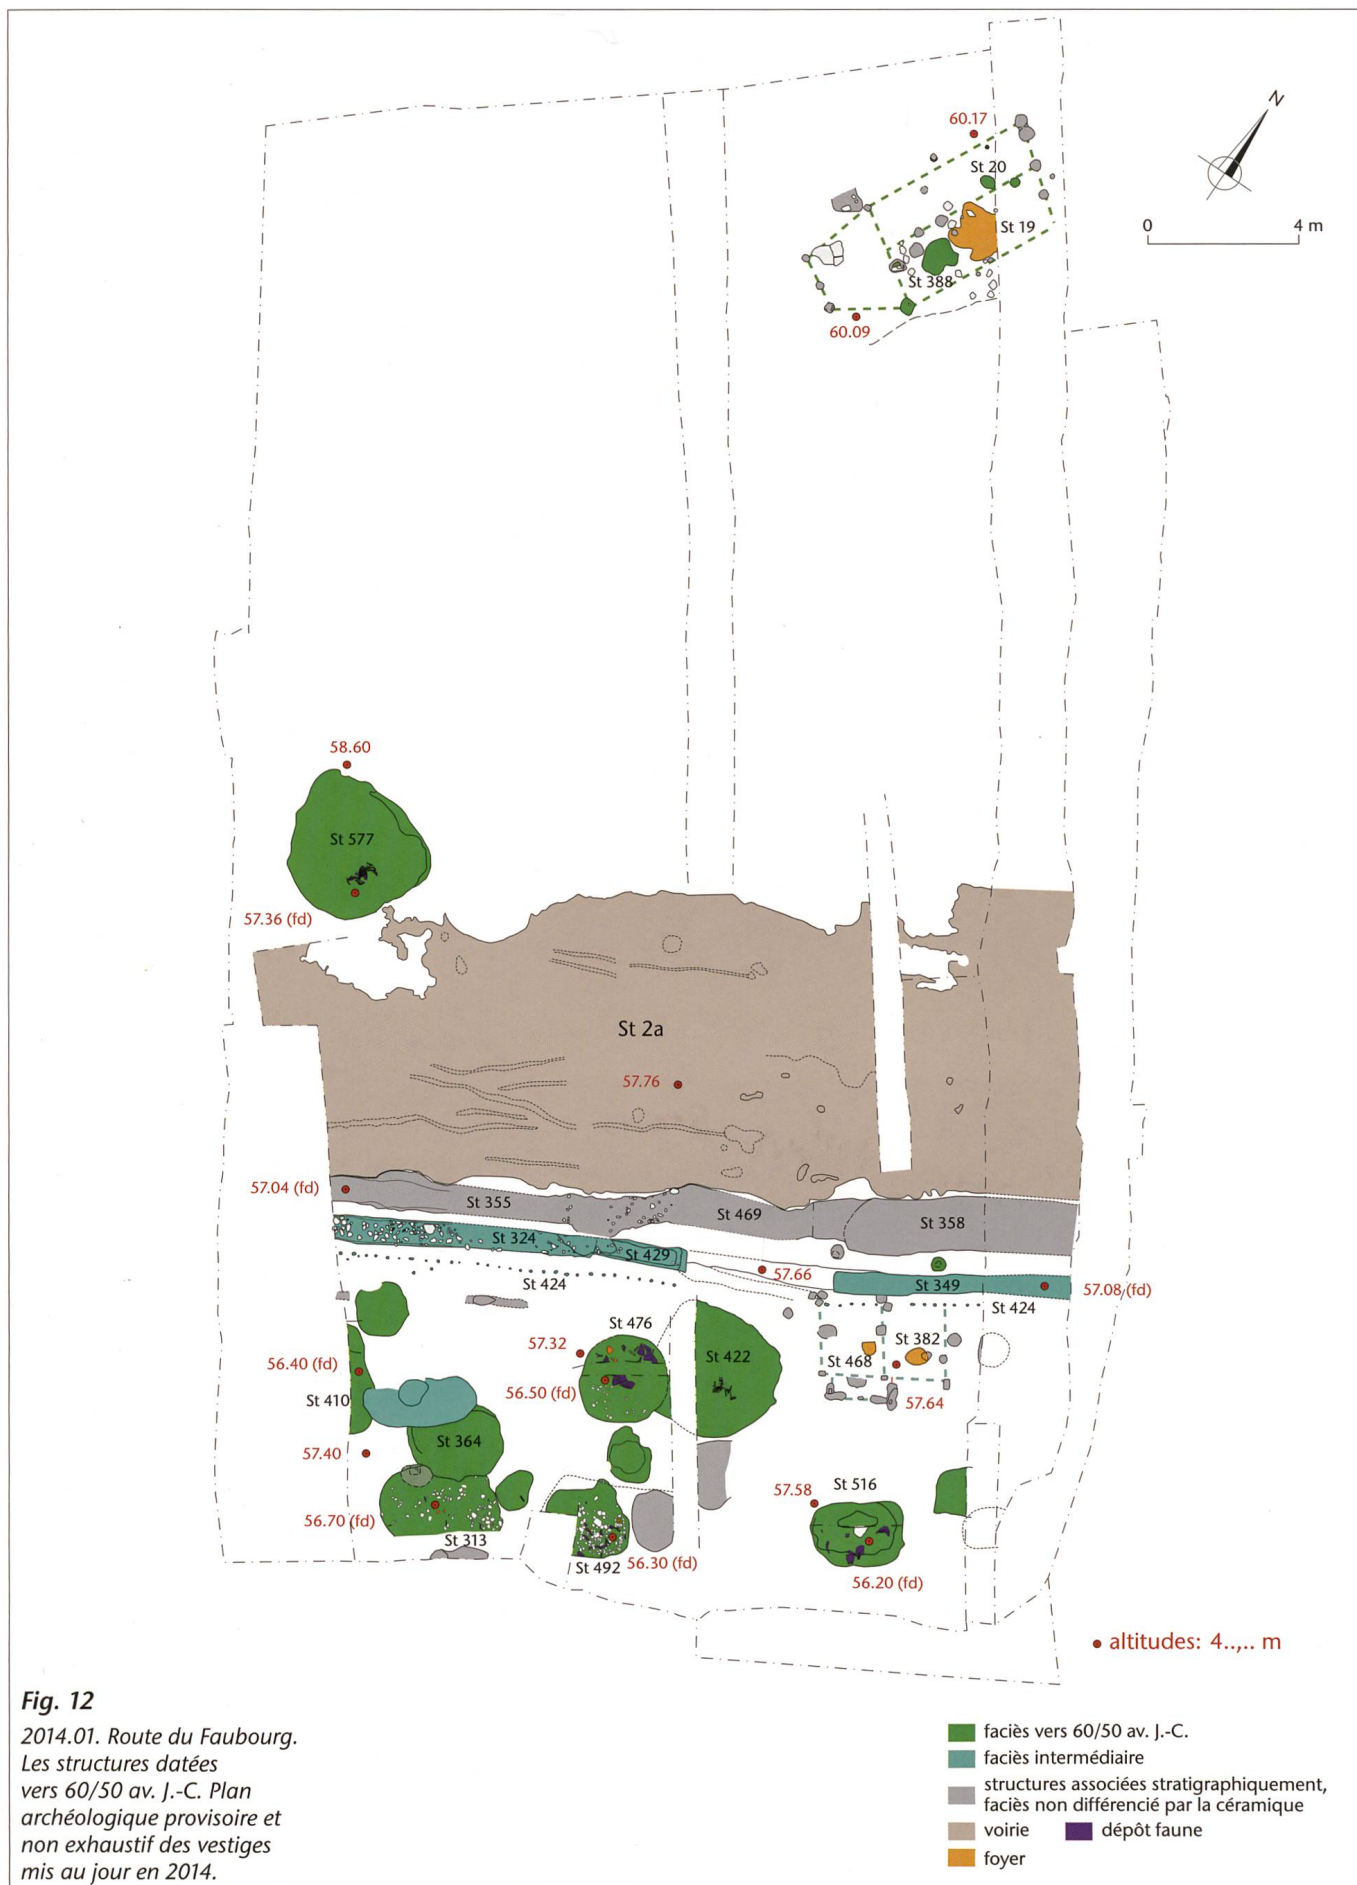 N
0 4 m
60.17
St 20
St 19
St 388
60.09
58.60
St 577
57.36 (fd)
St 2a
57.76
57.04 (fd)
St 355
St 469
St 358
St 324
St 429
57.66
St 424
St 349
57.08 (fd)
St 424
St 476
57.32
St 422
St 382
St 468
56.40 (fd)
56.50 (fd)
St 410
57.64
St 364
57.40
St 516
57.58
56.70 (fd)
St 313
St 492
56.30 (fd)
56.20 (fd)
altitudes: 4..,.. m
Fig. 12
2014.01. Route du Faubourg.
Les structures datées
vers 60/50 av. J.-C. Plan
archéologique provisoire et
non exhaustif des vestiges
mis au jour en 2014.
faciès vers 60/50 av. J.-C.
faciès intermédiaire
structures associées stratigraphiquement,
faciès non différencié par la céramique
voirie dépôt faune
foyer